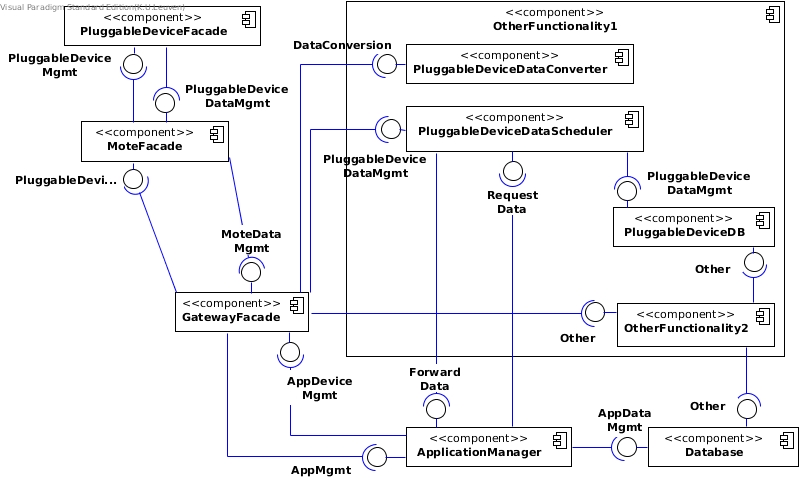 Visual Paradigm Standard Edition(K.U.Leuven)
<<component>>
PluggableDeviceFacade
<<component>>
OtherFunctionality1
PluggableDevice
Mgmt
PluggableDevice
DataMgmt
DataConversion
<<component>>
PluggableDeviceDataConverter
<<component>>
MoteFacade
<<component>>
PluggableDeviceDataScheduler
PluggableDevice
DataMgmt
PluggableDevi...
Request
Data
PluggableDevice
DataMgmt
MoteData
Mgmt
<<component>>
PluggableDeviceDB
Other
<<component>>
GatewayFacade
<<component>>
OtherFunctionality2
Other
AppDevice
Mgmt
Forward
Data
AppData
Mgmt
Other
<<component>>
ApplicationManager
<<component>>
Database
AppMgmt